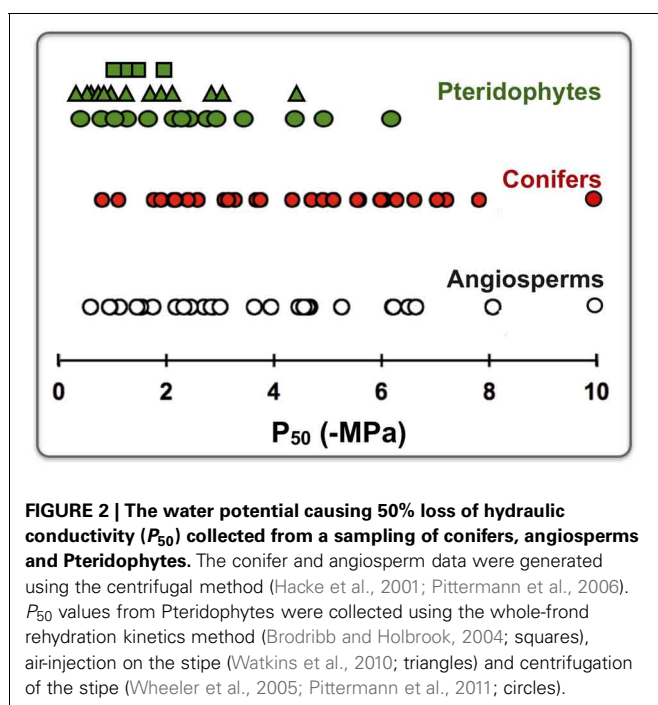 Pteridophytes
Conifers
Angiosperms
0 2 4 6 8 10
P50 (-MPa)
FIGURE 2 | The water potential causing 50% loss of hydraulic
conductivity (P50) collected from a sampling of conifers, angiosperms
and Pteridophytes. The conifer and angiosperm data were generated
using the centrifugal method (Hacke et al., 2001; Pittermann et al., 2006).
P50 values from Pteridophytes were collected using the whole-frond
rehydration kinetics method (Brodribb and Holbrook, 2004; squares),
air-injection on the stipe (Watkins et al., 2010; triangles) and centrifugation
of the stipe (Wheeler et al., 2005; Pittermann et al., 2011; circles).